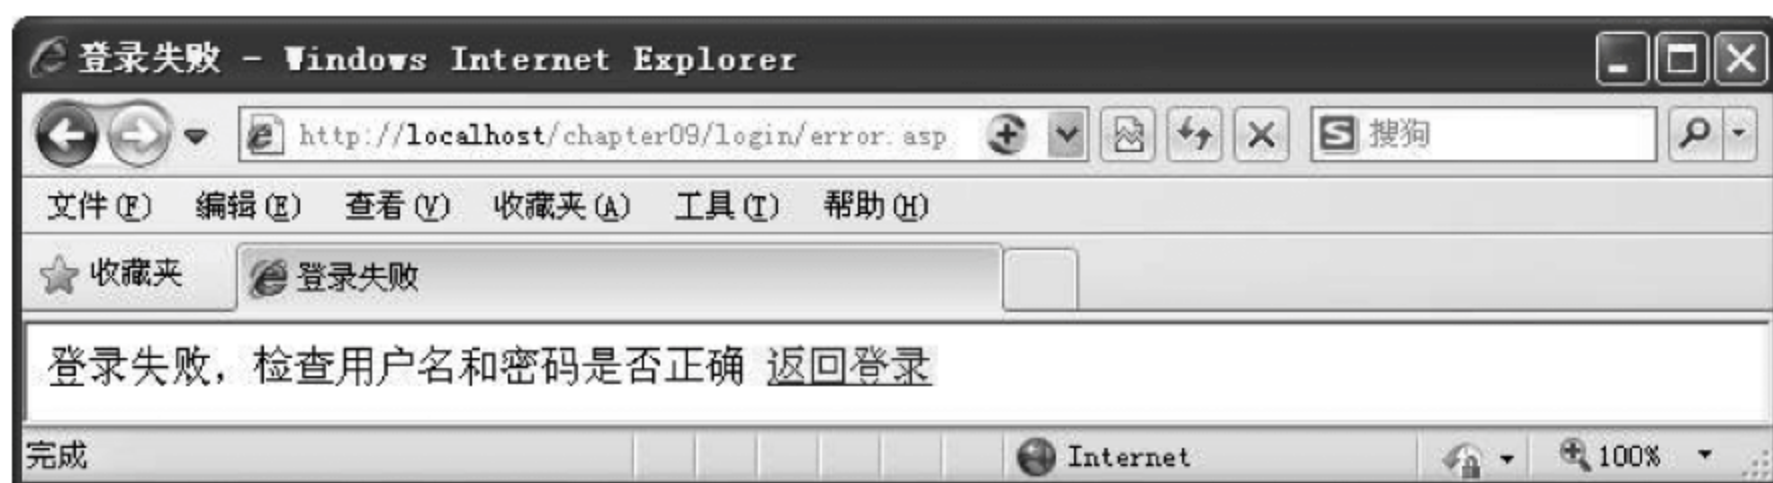 登录失败 - Windows Internet Explorer
http://localhost/chapter09/login/error.asp 搜狗
文件(F) 编辑(E) 查看(V) 收藏夹(A) 工具(T) 帮助(H)
收藏夹 登录失败
登录失败，检查用户名和密码是否正确 返回登录
完成 Internet 100%